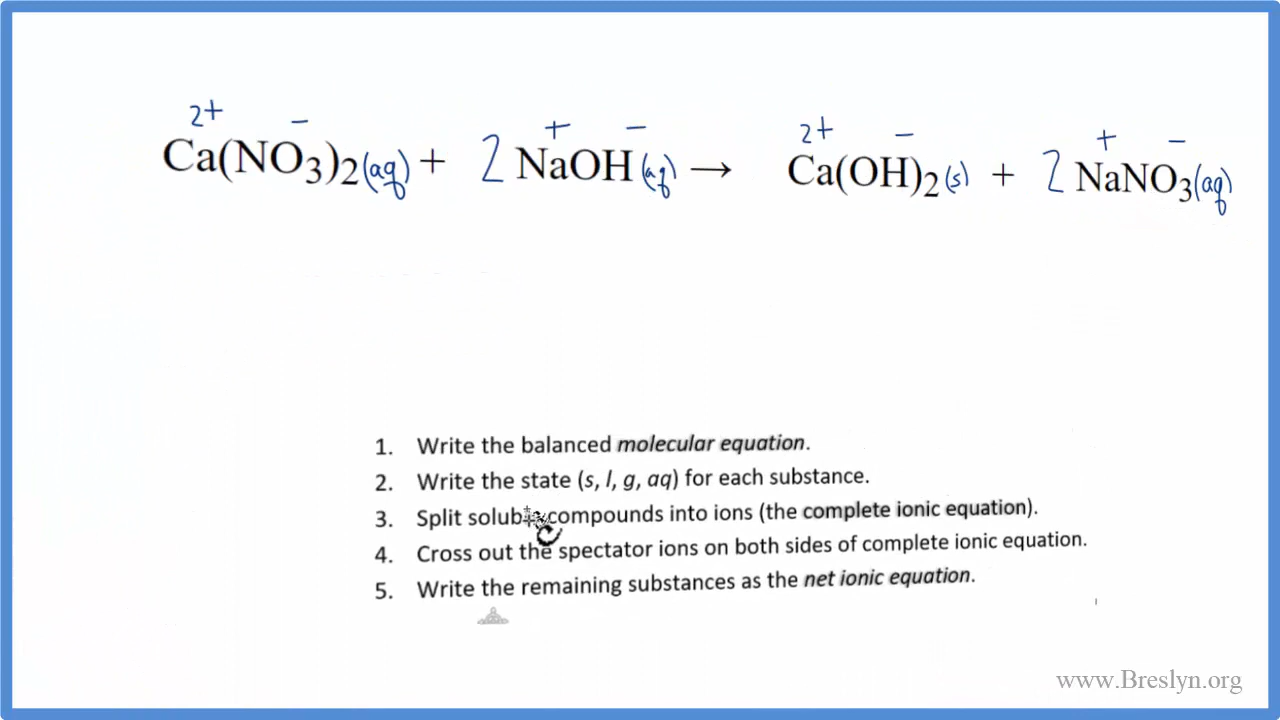 2+ − + − 2+ − + −
Ca(NO₃)₂(aq) + 2 NaOH(aq) → Ca(OH)₂(s) + 2 NaNO₃(aq)
1. Write the balanced molecular equation.
2. Write the state (s, l, g, aq) for each substance.
3. Split compounds into ions (the complete ionic equation).
4. Cross out the spectator ions on both sides of complete ionic equation.
5. Write the remaining substances as the net ionic equation.
www.Breslyn.org